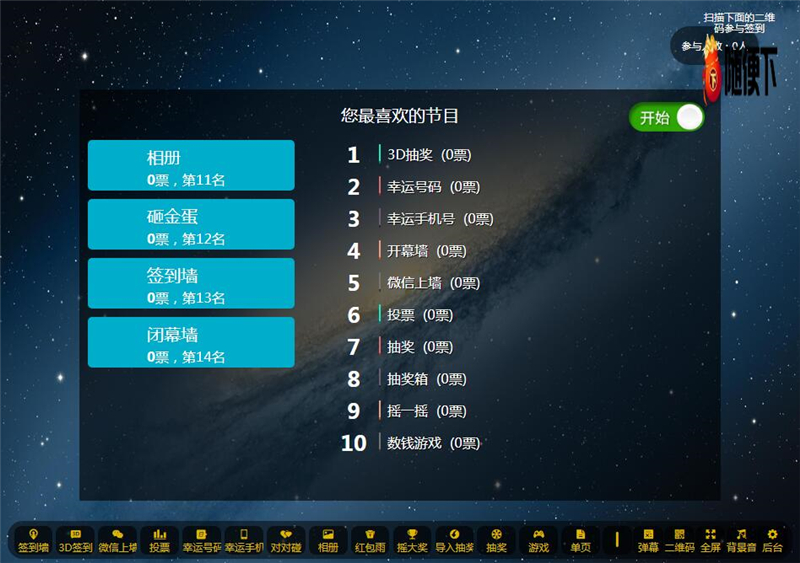 扫描下面的二维
码参与签到
参与人数：0人
随便下
您最喜欢的节目
开始
相册
0票，第11名
砸金蛋
0票，第12名
签到墙
0票，第13名
闭幕墙
0票，第14名
1 3D抽奖 (0票)
2 幸运号码 (0票)
3 幸运手机号 (0票)
4 开幕墙 (0票)
5 微信上墙 (0票)
6 投票 (0票)
7 抽奖 (0票)
8 抽奖箱 (0票)
9 摇一摇 (0票)
10 数钱游戏 (0票)
签到墙 3D签到 微信上墙 投票 幸运号码 幸运手机 对对碰 相册 红包雨 摇大奖 导入抽奖 抽奖 游戏 单页 弹幕 二维码 全屏 背景音 后台